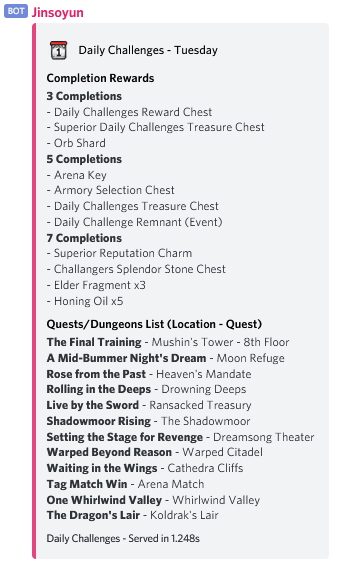 BOT Jinsoyun
1 Daily Challenges - Tuesday
Completion Rewards
3 Completions
- Daily Challenges Reward Chest
- Superior Daily Challenges Treasure Chest
- Orb Shard
5 Completions
- Arena Key
- Armory Selection Chest
- Daily Challenges Treasure Chest
- Daily Challenge Remnant (Event)
7 Completions
- Superior Reputation Charm
- Challangers Splendor Stone Chest
- Elder Fragment x3
- Honing Oil x5
Quests/Dungeons List (Location - Quest)
The Final Training - Mushin's Tower - 8th Floor
A Mid-Bummer Night's Dream - Moon Refuge
Rose from the Past - Heaven's Mandate
Rolling in the Deeps - Drowning Deeps
Live by the Sword - Ransacked Treasury
Shadowmoor Rising - The Shadowmoor
Setting the Stage for Revenge - Dreamsong Theater
Warped Beyond Reason - Warped Citadel
Waiting in the Wings - Cathedra Cliffs
Tag Match Win - Arena Match
One Whirlwind Valley - Whirlwind Valley
The Dragon's Lair - Koldrak's Lair
Daily Challenges - Served in 1.248s